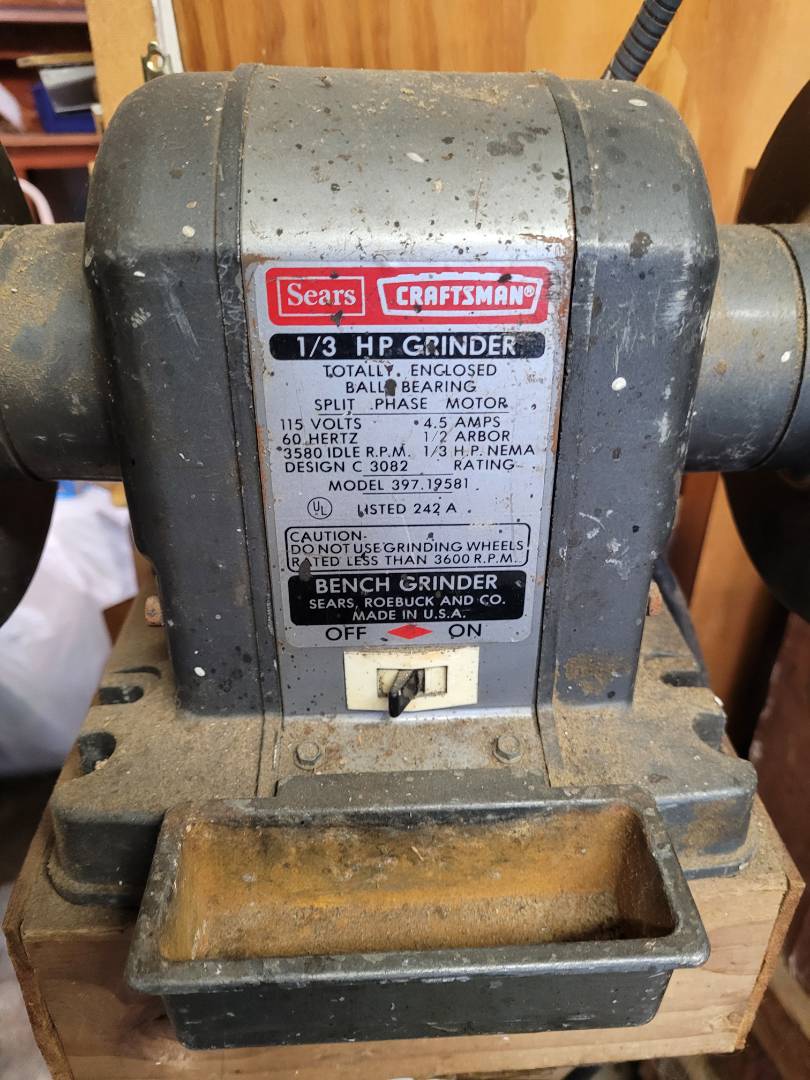 Sears CRAFTSMAN®
1/3 HP GRINDER
TOTALLY ENCLOSED
BALL BEARING
SPLIT PHASE MOTOR
115 VOLTS 4.5 AMPS
60 HERTZ 1/2 ARBOR
3580 IDLE R.P.M. 1/3 H.P. NEMA
DESIGN C 3082 RATING
MODEL 397.19581
UL LISTED 242 A
CAUTION:
DO NOT USE GRINDING WHEELS
RATED LESS THAN 3600 R.P.M.
BENCH GRINDER
SEARS, ROEBUCK AND CO.
MADE IN U.S.A.
OFF ON